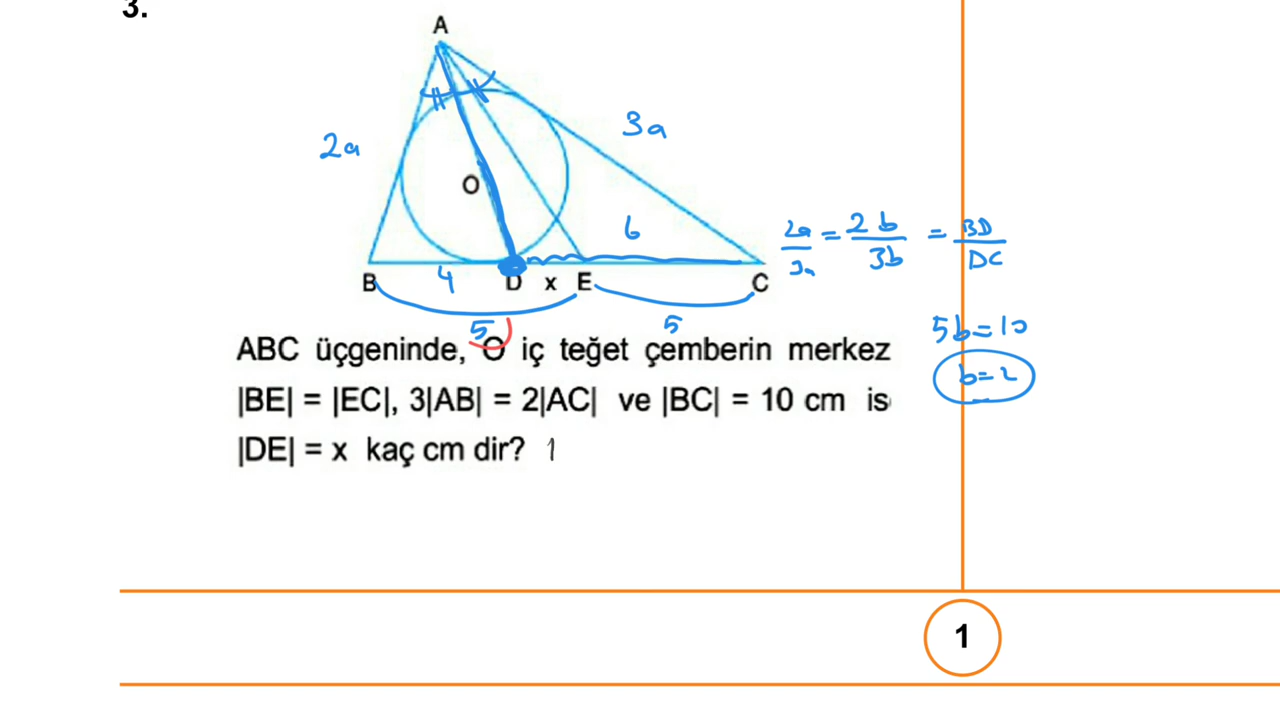 3.
A
2a
3a
O
6
2a/3a = 2b/3b = BD/DC
B 4 D x E C
5 5
5b=10
b=2
ABC üçgeninde, O iç teğet çemberin merkez
|BE| = |EC|, 3|AB| = 2|AC| ve |BC| = 10 cm is
|DE| = x kaç cm dir? 1
1